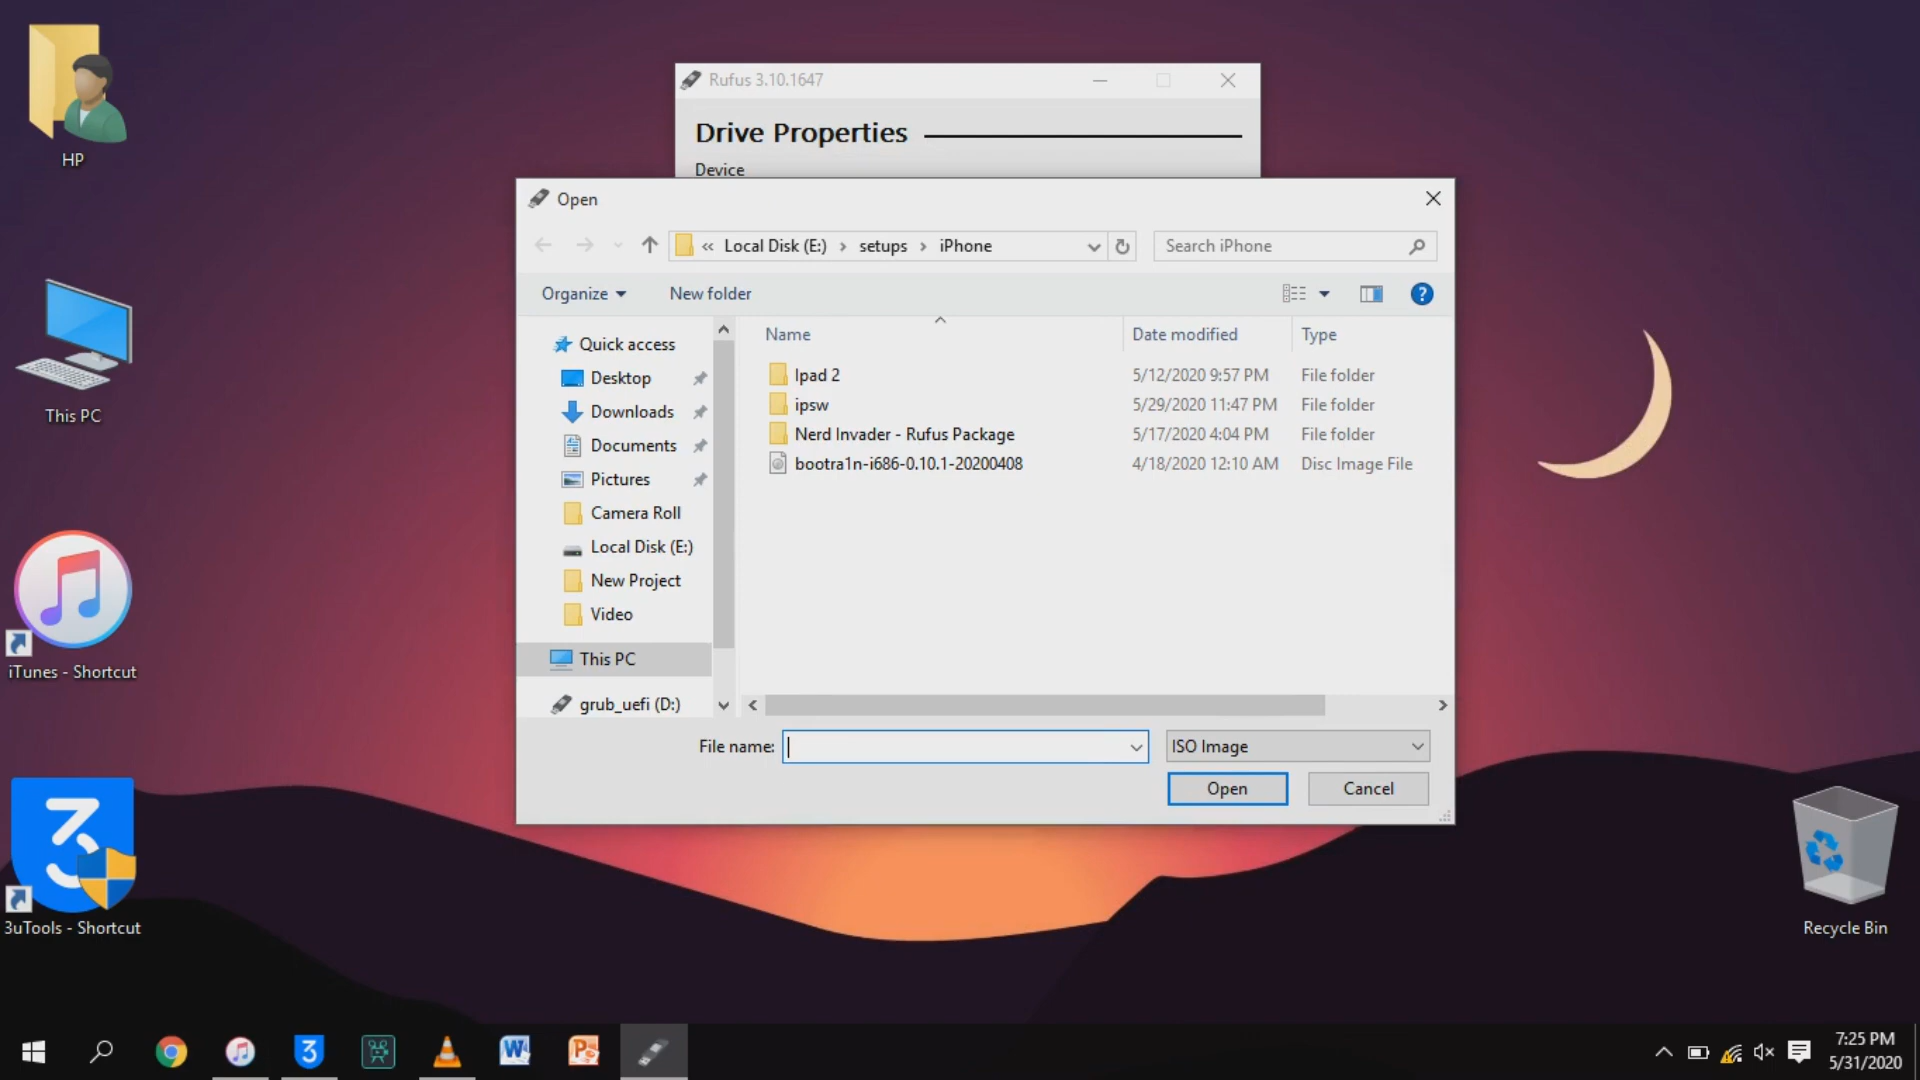 HP
This PC
iTunes - Shortcut
3uTools - Shortcut
Recycle Bin
Rufus 3.10.1647
Drive Properties
Device
Open
« Local Disk (E:) › setups › iPhone
Search iPhone
Organize
New folder
Quick access
Desktop
Downloads
Documents
Pictures
Camera Roll
Local Disk (E:)
New Project
Video
This PC
grub_uefi (D:)
Name Date modified Type
Ipad 2 5/12/2020 9:57 PM File folder
ipsw 5/29/2020 11:47 PM File folder
Nerd Invader - Rufus Package 5/17/2020 4:04 PM File folder
bootra1n-i686-0.10.1-20200408 4/18/2020 12:10 AM Disc Image File
File name:
ISO Image
Open
Cancel
7:25 PM
5/31/2020